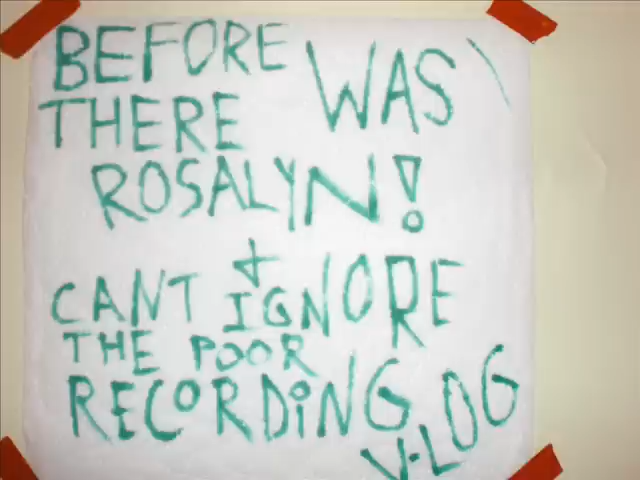 BEFORE
THERE WAS
ROSALYN!
+
CANT IGNORE
THE POOR
RECORDING
V-LOG